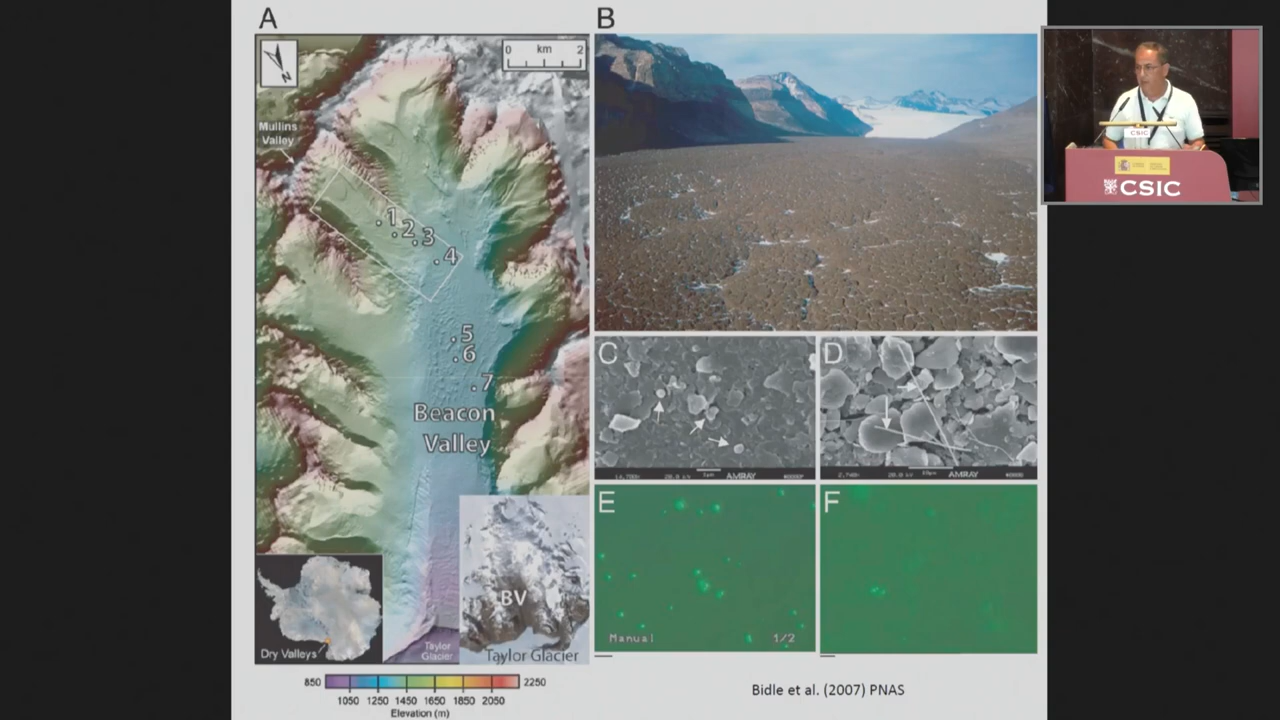 A
N
0 km 2
Mullins
Valley
1
2
3
4
5
6
7
Beacon
Valley
BV
Dry Valleys
Taylor
Glacier
Taylor Glacier
850
2250
1050 1250 1450 1650 1850 2050
Elevation (m)
B
C
D
AMRAY
AMRAY
E
F
Manual 1/2
Bidle et al. (2007) PNAS
CSIC
CSIC